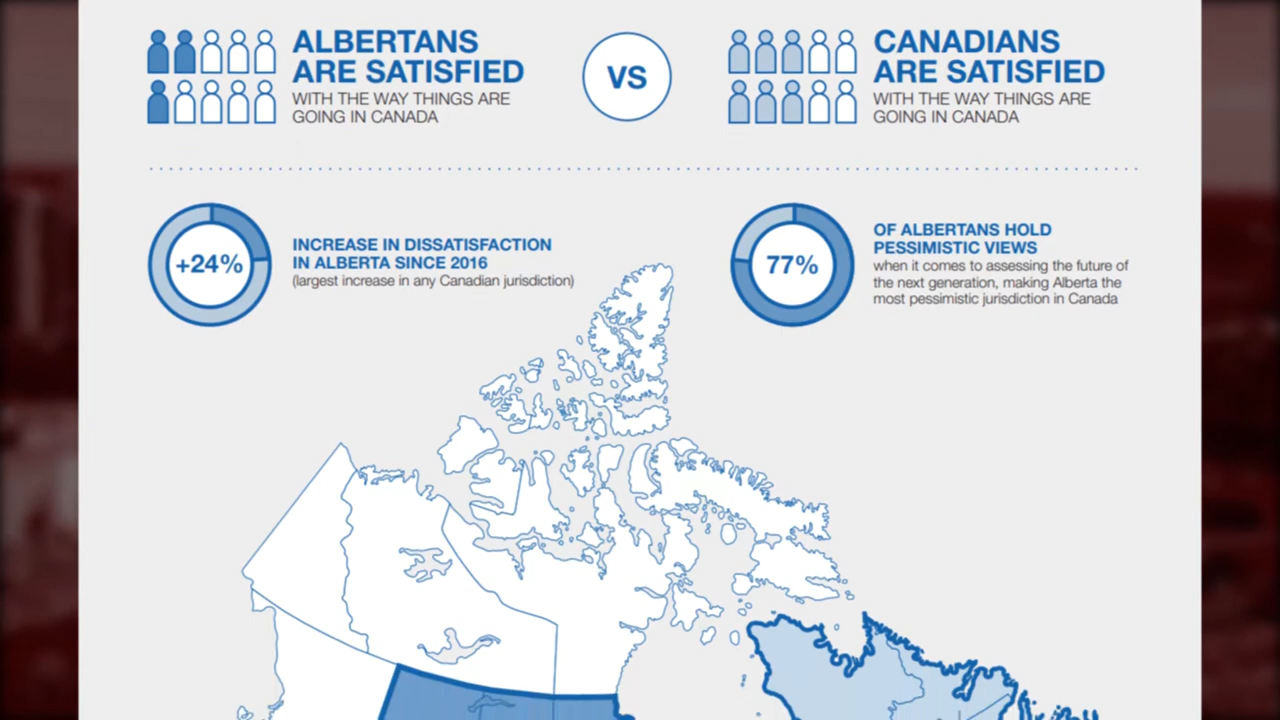 ALBERTANS
ARE SATISFIED
WITH THE WAY THINGS ARE
GOING IN CANADA
VS
CANADIANS
ARE SATISFIED
WITH THE WAY THINGS ARE
GOING IN CANADA
+24%
INCREASE IN DISSATISFACTION
IN ALBERTA SINCE 2016
(largest increase in any Canadian jurisdiction)
77%
OF ALBERTANS HOLD
PESSIMISTIC VIEWS
when it comes to assessing the future of
the next generation, making Alberta the
most pessimistic jurisdiction in Canada